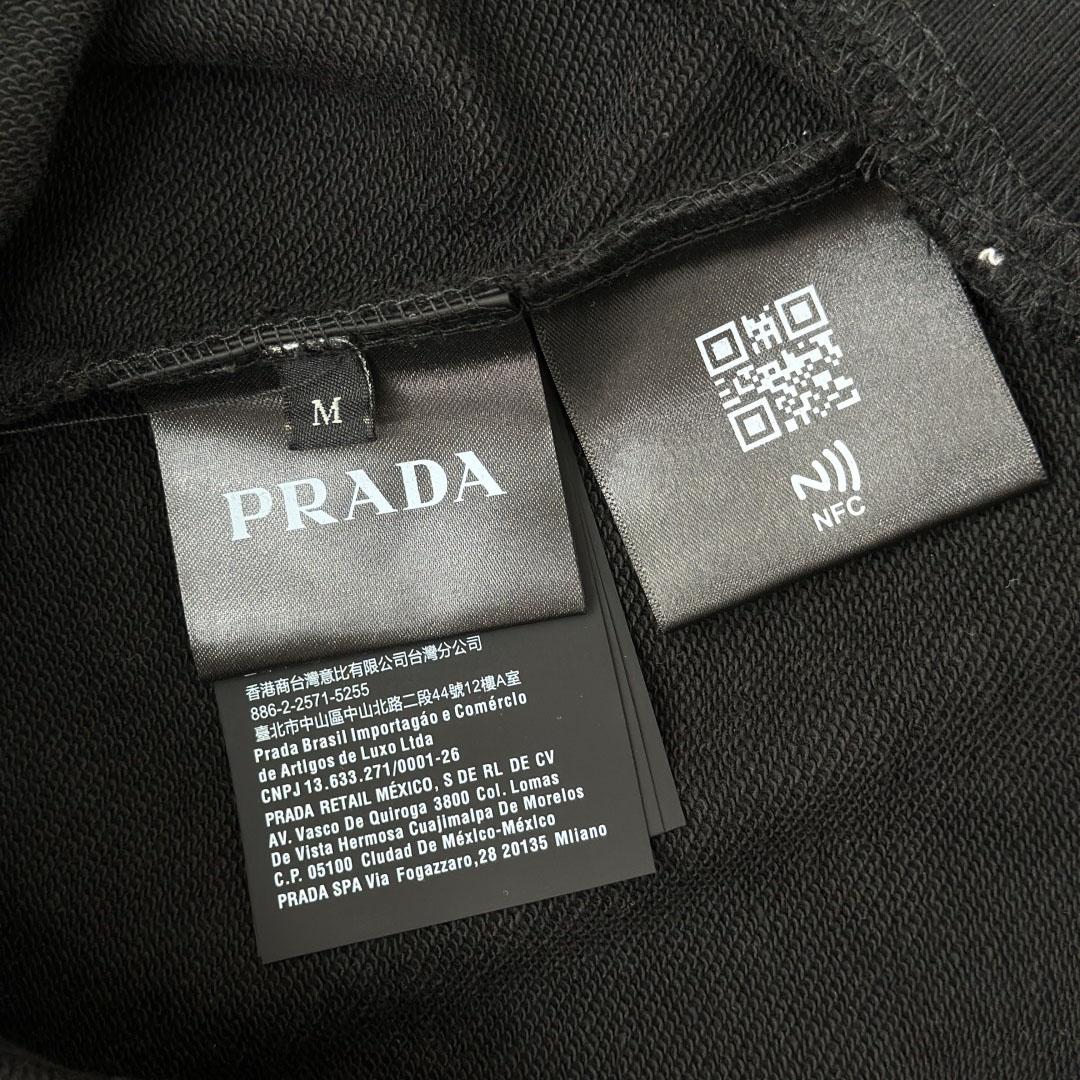 M
PRADA
NFC
香港商台灣意比有限公司台灣分公司
886-2-2571-5255
臺北市中山區中山北路二段44號12樓A室
Prada Brasil Importagáo e Comércio
de Artigos de Luxo Ltda
CNPJ 13.633.271/0001-26
PRADA RETAIL MÉXICO, S DE RL DE CV
AV. Vasco De Quiroga 3800 Col. Lomas
De Vista Hermosa Cuajimalpa De Morelos
C.P. 05100 Ciudad De México-México
PRADA SPA Via Fogazzaro,28 20135 Mliano